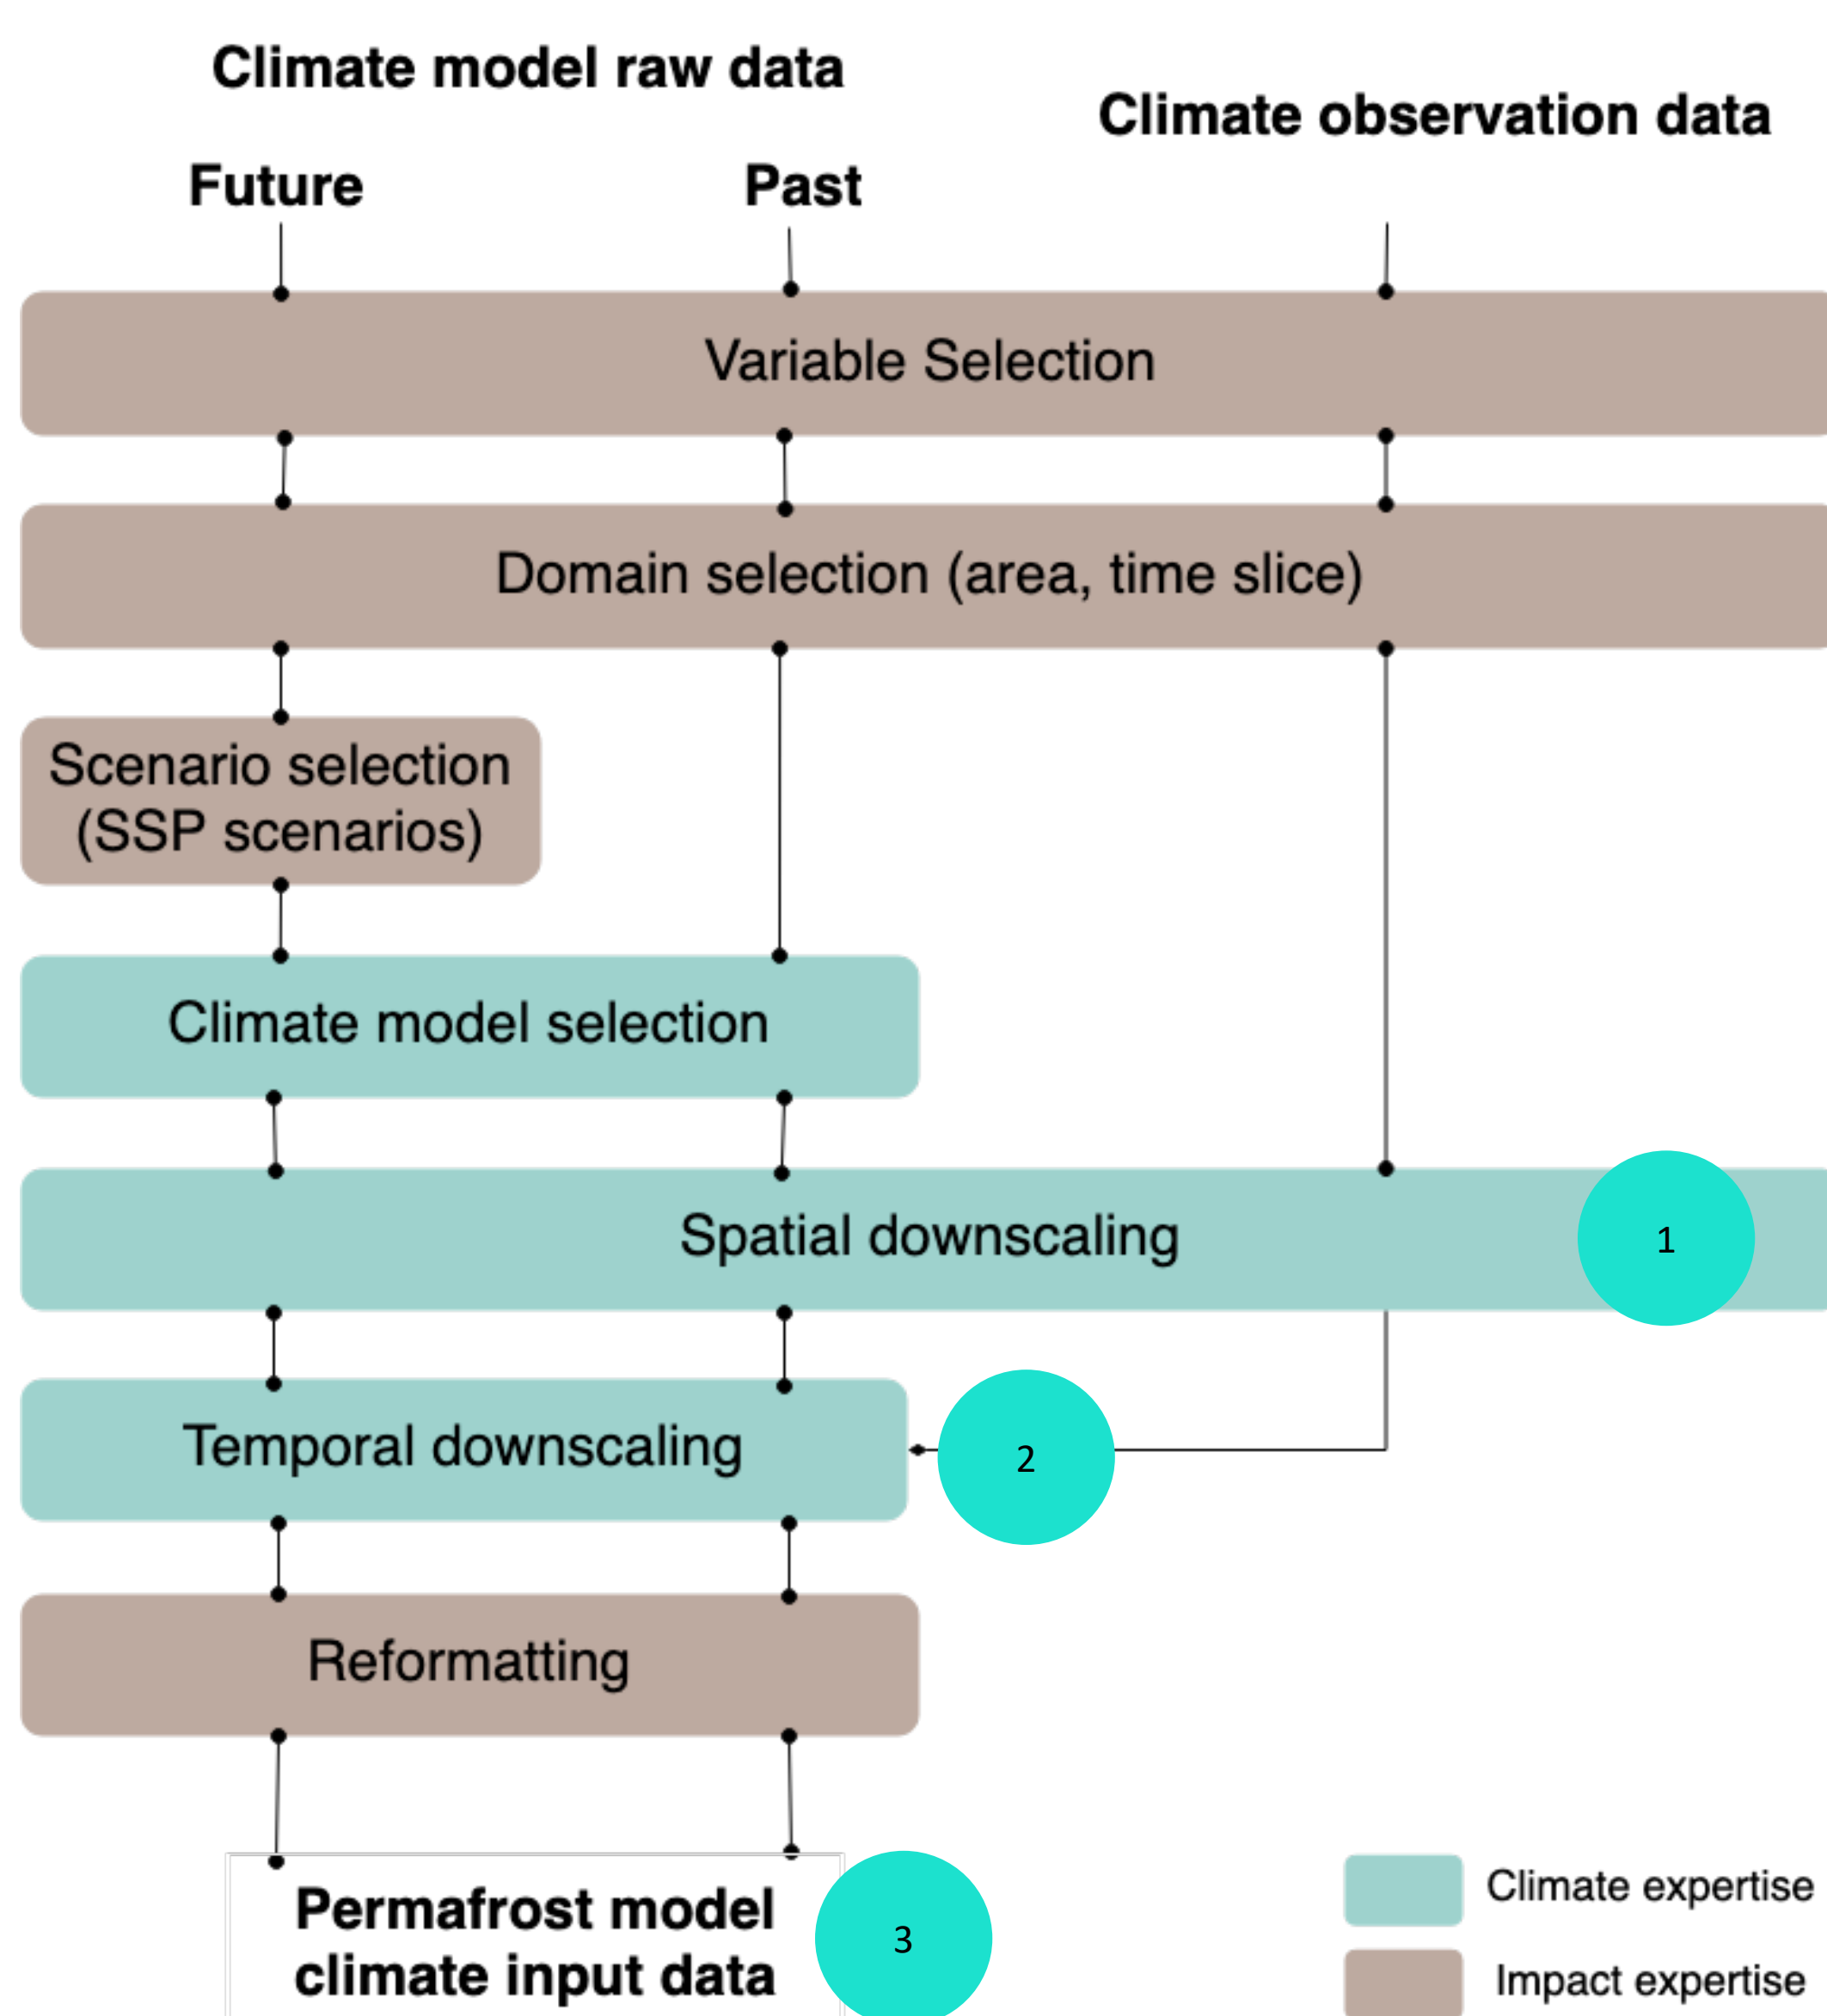 Climate model raw data
Climate observation data
Future
Past
Variable Selection
Domain selection (area, time slice)
Scenario selection
(SSP scenarios)
Climate model selection
Spatial downscaling
1
Temporal downscaling
2
Reformatting
Permafrost model
climate input data
3
Climate expertise
Impact expertise